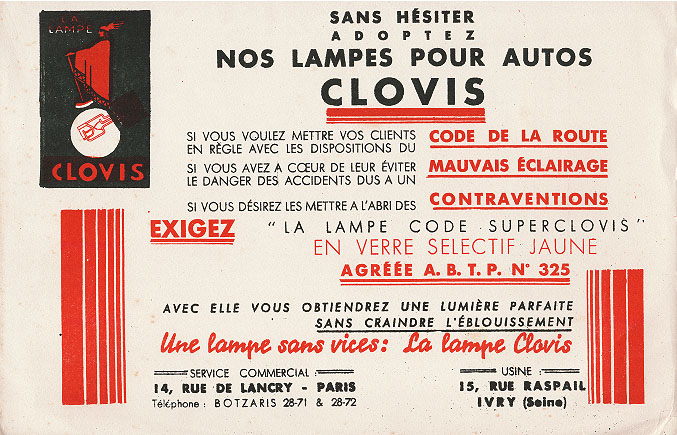 LA
LAMPE
CLOVIS
SANS HÉSITER
ADOPTEZ
NOS LAMPES POUR AUTOS
CLOVIS
SI VOUS VOULEZ METTRE VOS CLIENTS
EN RÈGLE AVEC LES DISPOSITIONS DU CODE DE LA ROUTE
SI VOUS AVEZ A CŒUR DE LEUR ÉVITER
LE DANGER DES ACCIDENTS DUS A UN MAUVAIS ÉCLAIRAGE
SI VOUS DÉSIREZ LES METTRE A L'ABRI DES CONTRAVENTIONS
EXIGEZ "LA LAMPE CODE SUPERCLOVIS"
EN VERRE SELECTIF JAUNE
AGRÉÉE A. B. T. P. N° 325
AVEC ELLE VOUS OBTIENDREZ UNE LUMIÈRE PARFAITE
SANS CRAINDRE L'ÉBLOUISSEMENT
Une lampe sans vices : La lampe Clovis
SERVICE COMMERCIAL :
14, RUE DE LANCRY - PARIS
Téléphone : BOTZARIS 28-71 & 28-72
USINE :
15, RUE RASPAIL
IVRY (Seine)